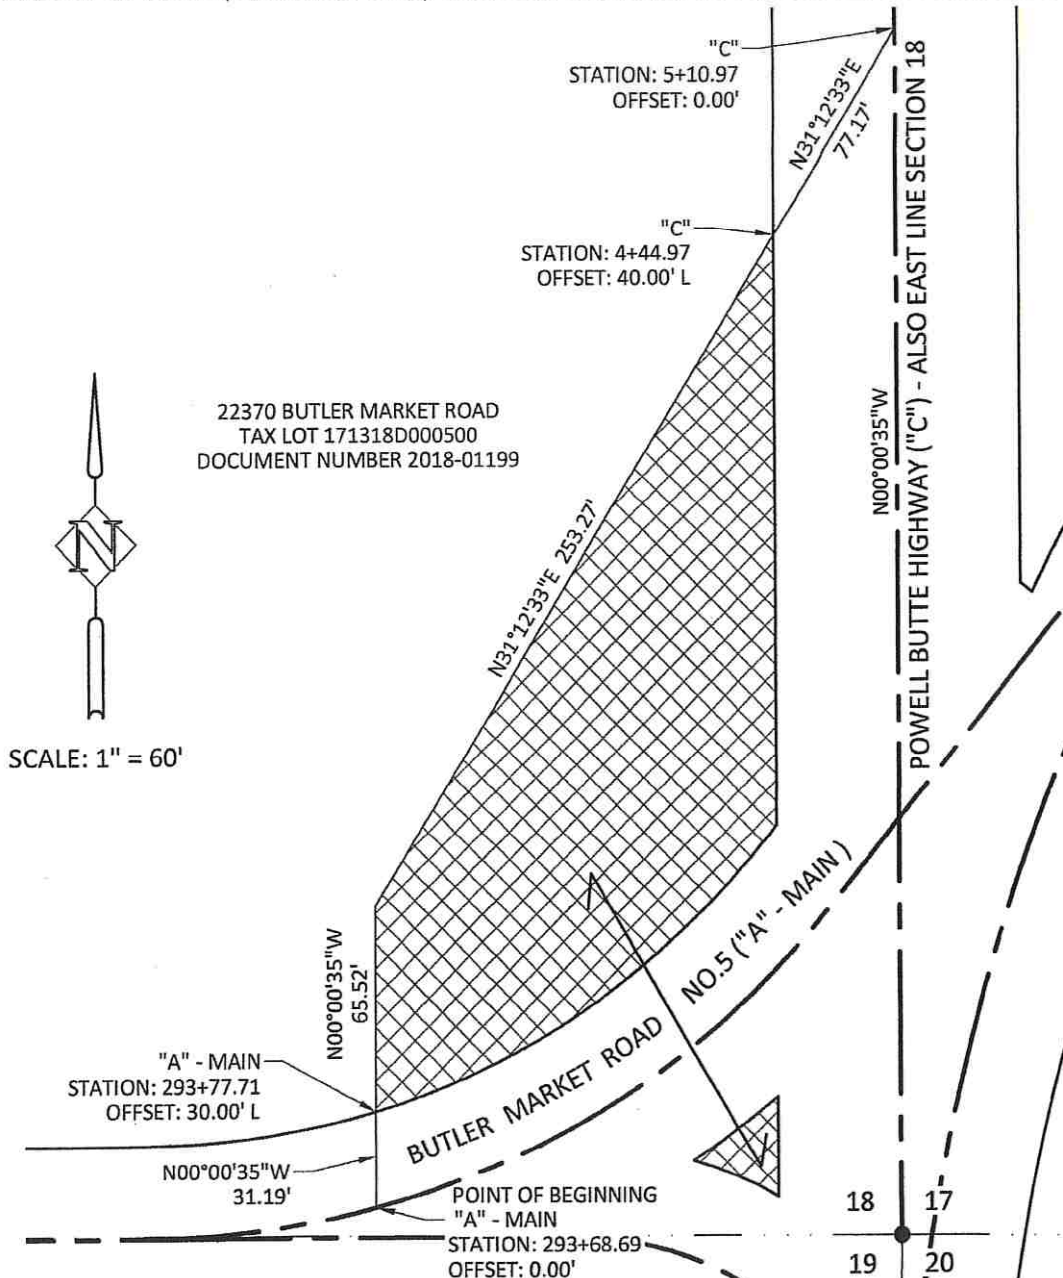 "C"
STATION: 5+10.97
OFFSET: 0.00'
N31°12'33"E
77.17'
"C"
STATION: 4+44.97
OFFSET: 40.00' L
22370 BUTLER MARKET ROAD
TAX LOT 171318D000500
DOCUMENT NUMBER 2018-01199
N
SCALE: 1" = 60'
N31°12'33"E 253.27'
N00°00'35"W
POWELL BUTTE HIGHWAY ("C") - ALSO EAST LINE SECTION 18
N00°00'35"W
65.52'
"A" - MAIN
STATION: 293+77.71
OFFSET: 30.00' L
BUTLER MARKET ROAD NO.5 ("A" - MAIN )
N00°00'35"W
31.19'
POINT OF BEGINNING
"A" - MAIN
STATION: 293+68.69
OFFSET: 0.00'
18 17
19 20